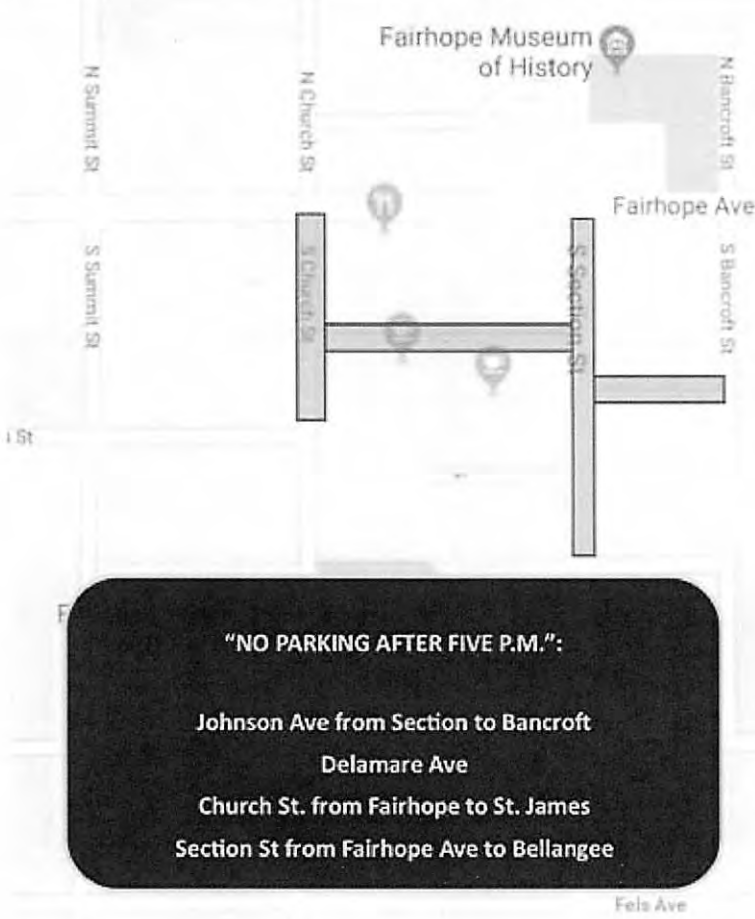 Fairhope Museum
of History
N Summit St
N Church St
N Bancroft St
Fairhope Ave
S Summit St
S Church St
S Section St
S Bancroft St
St
"NO PARKING AFTER FIVE P.M.":
Johnson Ave from Section to Bancroft
Delamare Ave
Church St. from Fairhope to St. James
Section St from Fairhope Ave to Bellangee
Fels Ave